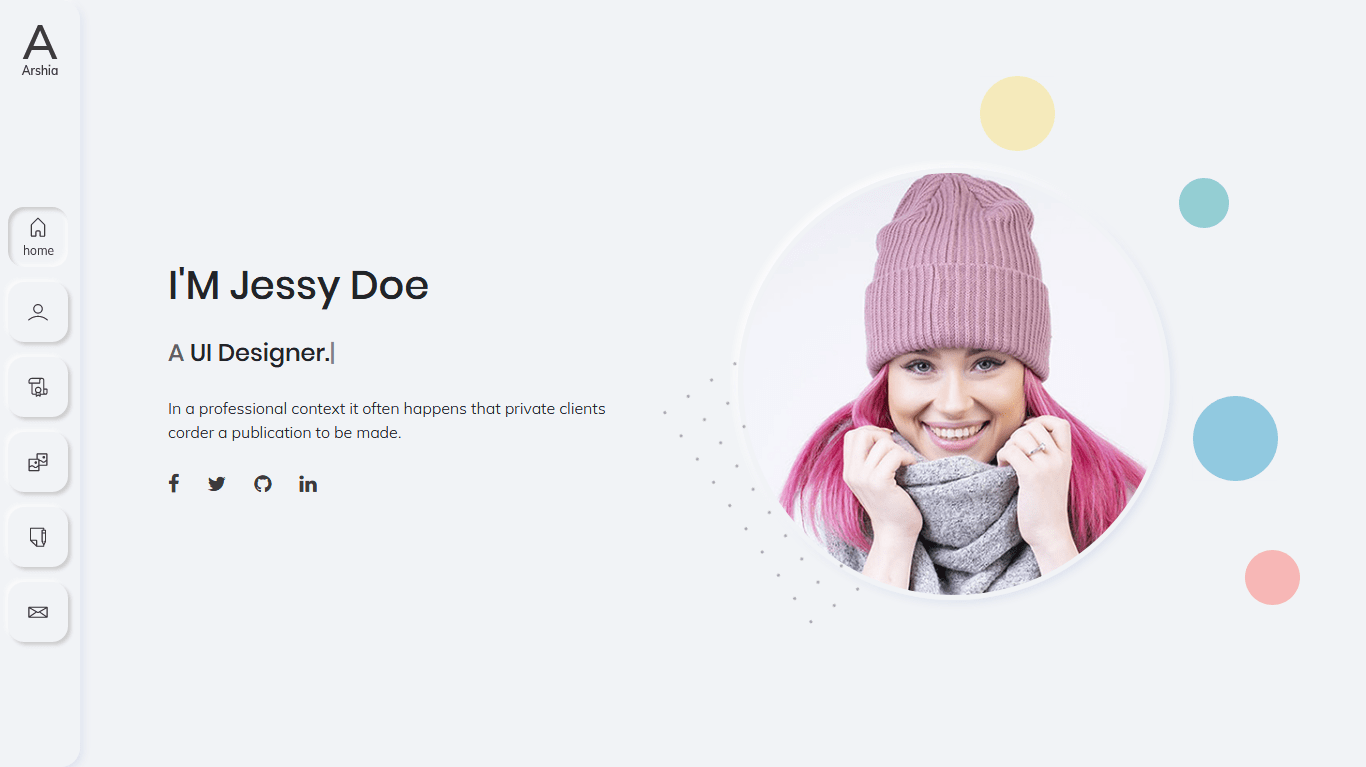 A
Arshia
home
I'M Jessy Doe
A UI Designer.|
In a professional context it often happens that private clients
corder a publication to be made.